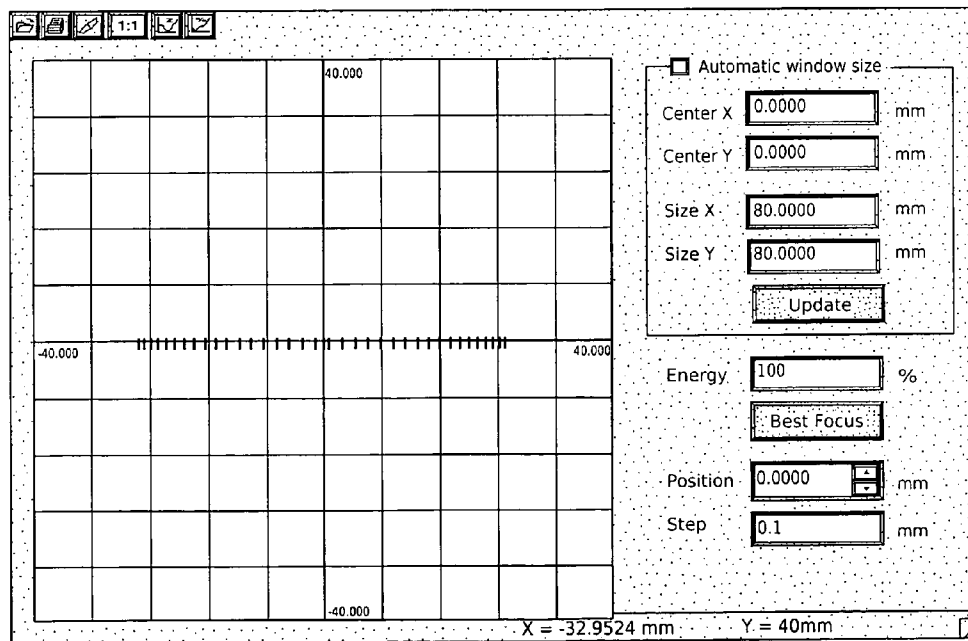 1:1
40.000
-40.000
40.000
-40.000
Automatic window size
Center X 0.0000 mm
Center Y 0.0000 mm
Size X 80.0000 mm
Size Y 80.0000 mm
Update
Energy 100 %
Best Focus
Position 0.0000 mm
Step 0.1 mm
X = -32.9524 mm Y = 40mm